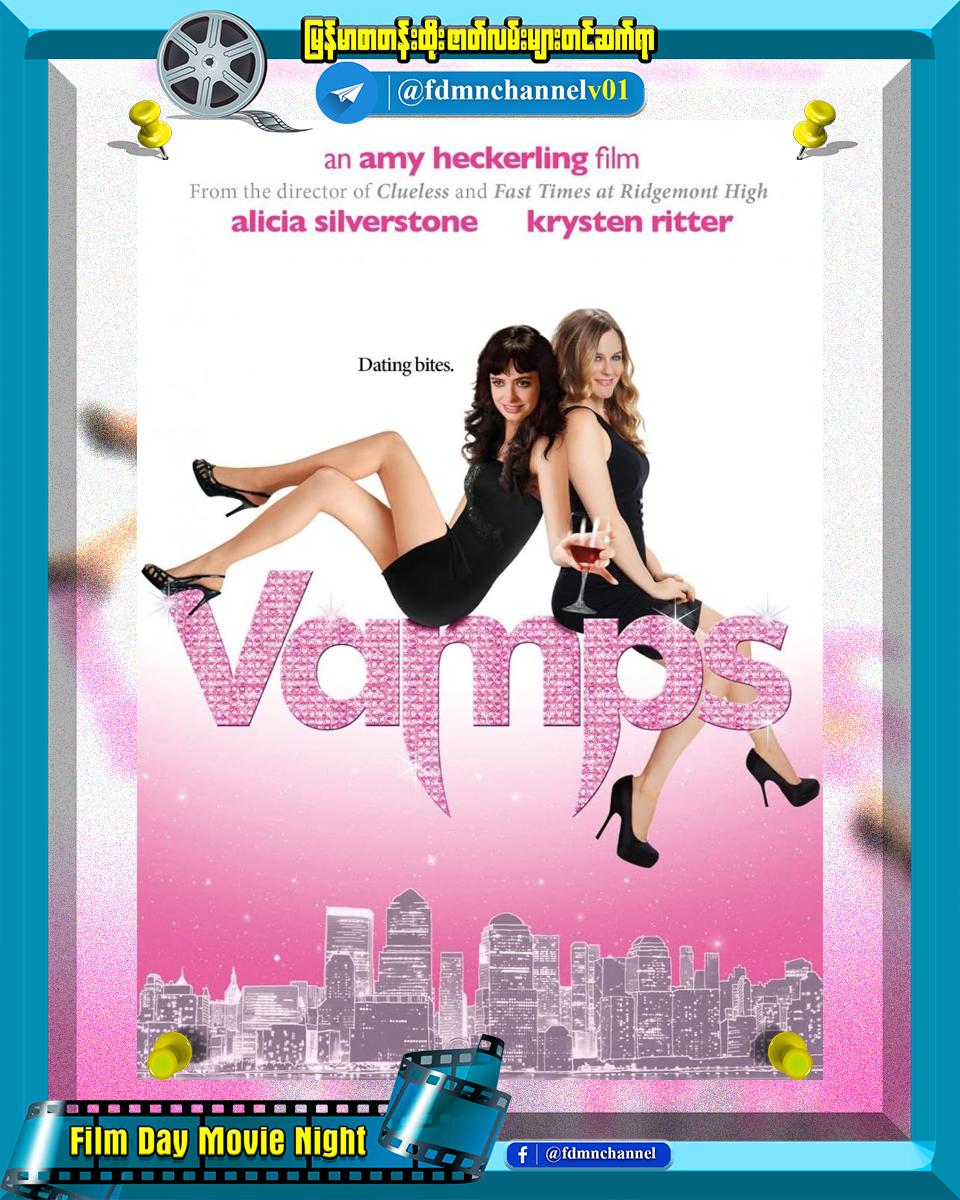 မြန်မာစာတန်းထိုးဇာတ်လမ်းများတင်ဆက်ရာ
@fdmnchannelv01
an amy heckerling film
From the director of Clueless and Fast Times at Ridgemont High
alicia silverstone krysten ritter
Dating bites.
Vamps
Film Day Movie Night
f @fdmnchannel